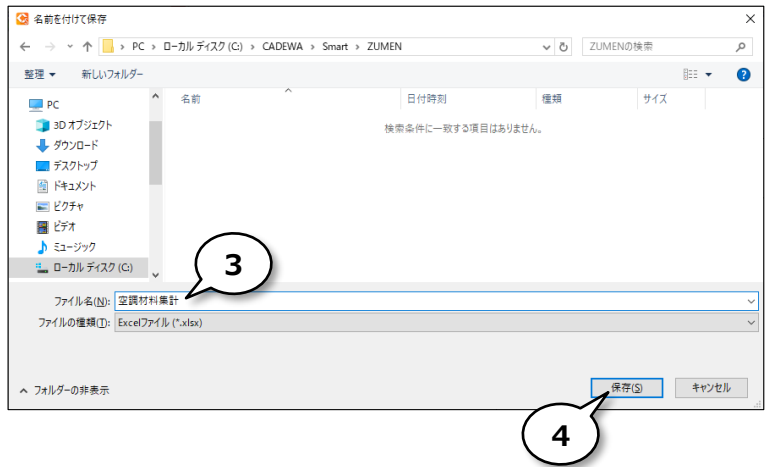 名前を付けて保存
PC › ローカル ディスク (C:) › CADEWA › Smart › ZUMEN
ZUMENの検索
整理 新しいフォルダー
名前 日付時刻 種類 サイズ
検索条件に一致する項目はありません。
PC
3D オブジェクト
ダウンロード
デスクトップ
ドキュメント
ピクチャ
ビデオ
ミュージック
ローカル ディスク (C:)
3
ファイル名(N): 空調材料集計
ファイルの種類(T): Excelファイル (*.xlsx)
フォルダーの非表示
保存(S) キャンセル
4